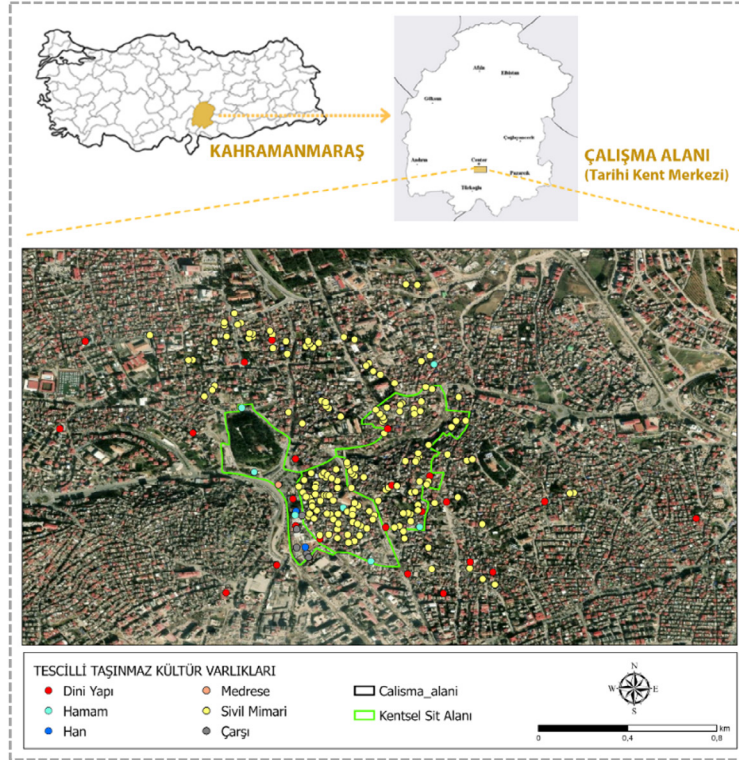 KAHRAMANMARAŞ
Afşin
Elbistan
Göksun
Çağlayancerit
Andırın
Center
Pazarcık
Türkoğlu
ÇALIŞMA ALANI
(Tarihi Kent Merkezi)
TESCİLLİ TAŞINMAZ KÜLTÜR VARLIKLARI
Dini Yapı
Hamam
Han
Medrese
Sivil Mimari
Çarşı
Calisma_alani
Kentsel Sit Alanı
N
W
E
S
km
0
0,4
0,8